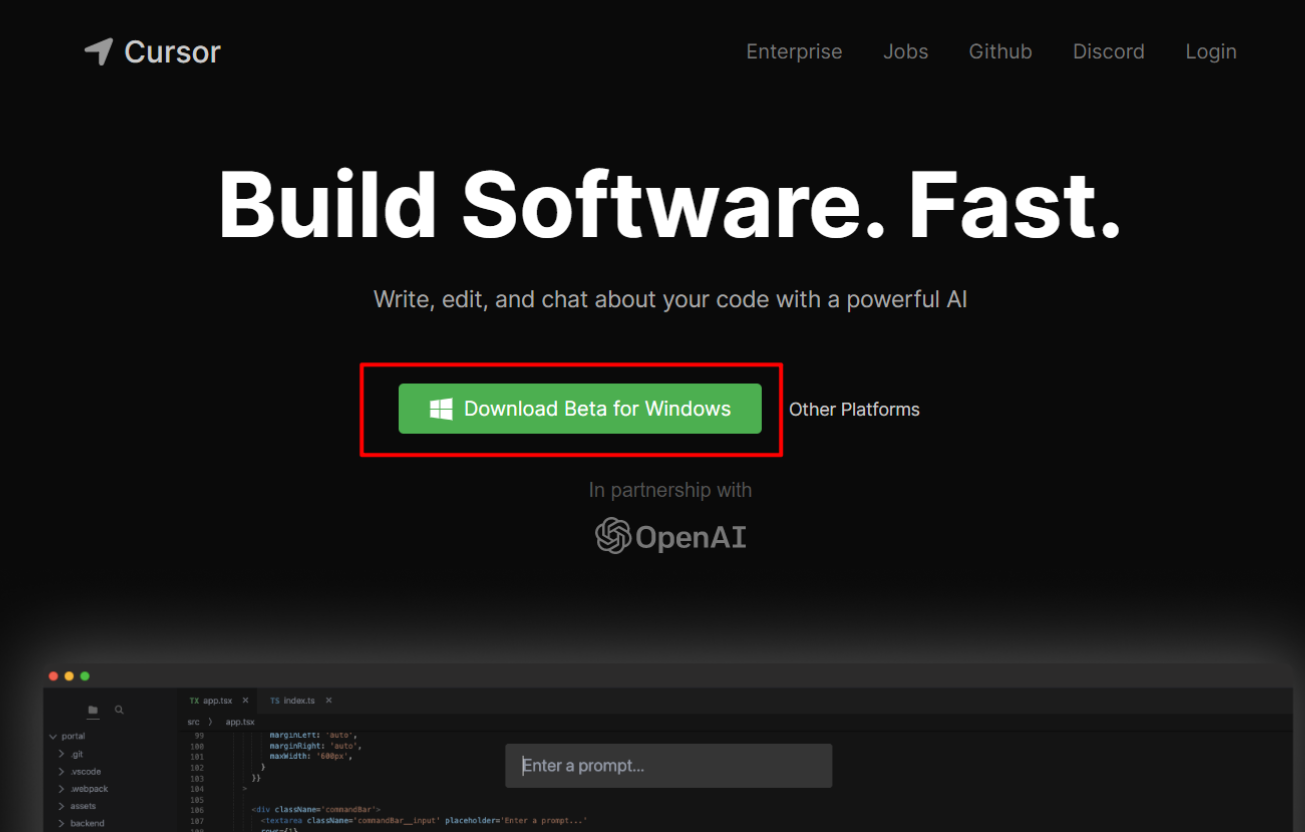 Cursor
Enterprise Jobs Github Discord Login
Build Software. Fast.
Write, edit, and chat about your code with a powerful AI
Download Beta for Windows Other Platforms
In partnership with
OpenAI
TX app.tsx × TS index.ts ×
src 〉 app.tsx
portal
.git
.vscode
.webpack
assets
backend
99 marginLeft: 'auto',
100 marginRight: 'auto',
101 maxWidth: '600px',
102 }
103 }}
104 >
105
106 <div className='commandBar'>
107 <textarea className='commandBar__input' placeholder='Enter a prompt...'
108 rows={1}
Enter a prompt...